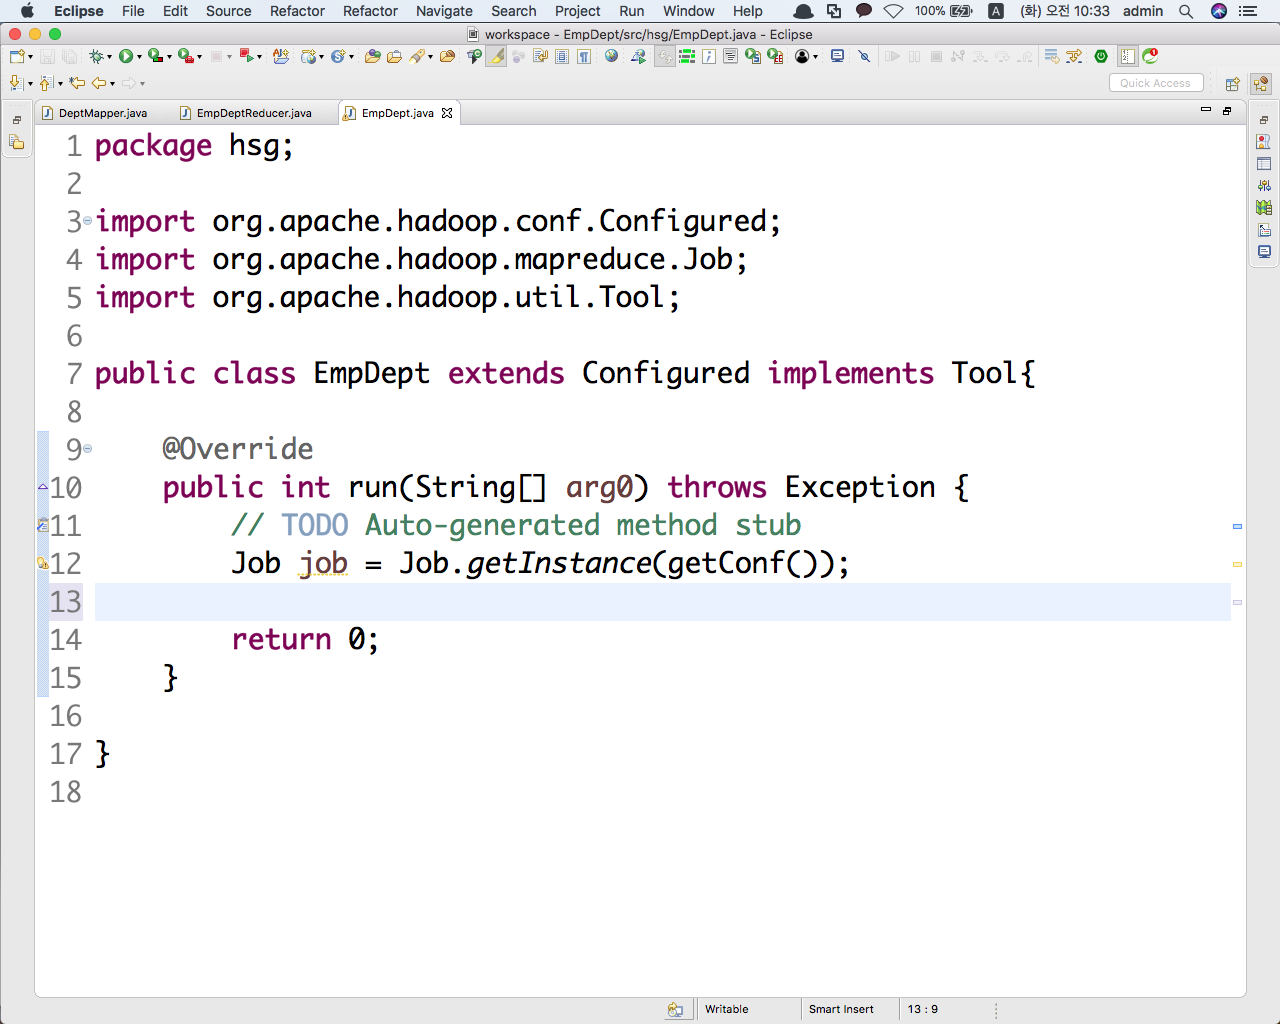 Eclipse File Edit Source Refactor Refactor Navigate Search Project Run Window Help 100% A (화) 오전 10:33 admin
workspace - EmpDept/src/hsg/EmpDept.java - Eclipse
Quick Access
DeptMapper.java EmpDeptReducer.java EmpDept.java
1 package hsg;
2
3 import org.apache.hadoop.conf.Configured;
4 import org.apache.hadoop.mapreduce.Job;
5 import org.apache.hadoop.util.Tool;
6
7 public class EmpDept extends Configured implements Tool{
8
9 @Override
10 public int run(String[] arg0) throws Exception {
11 // TODO Auto-generated method stub
12 Job job = Job.getInstance(getConf());
13
14 return 0;
15 }
16
17 }
18
Writable Smart Insert 13 : 9